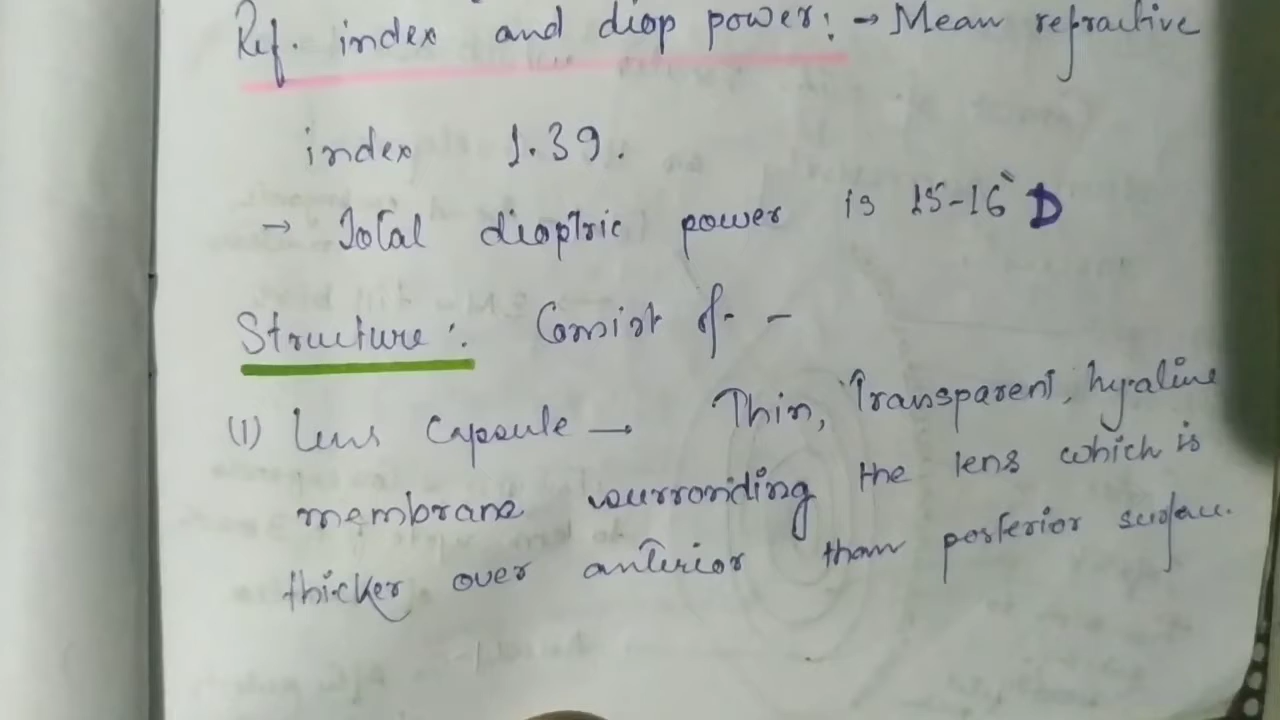 Ref. index and diop power: → Mean refractive
index 1.39.
→ Total dioptric power is 15-16 D
Structure: Consist of -
(1) Lens Capsule → Thin, Transparent, hyaline
membrane surronding the lens which is
thicker over anterior than posterior surface.